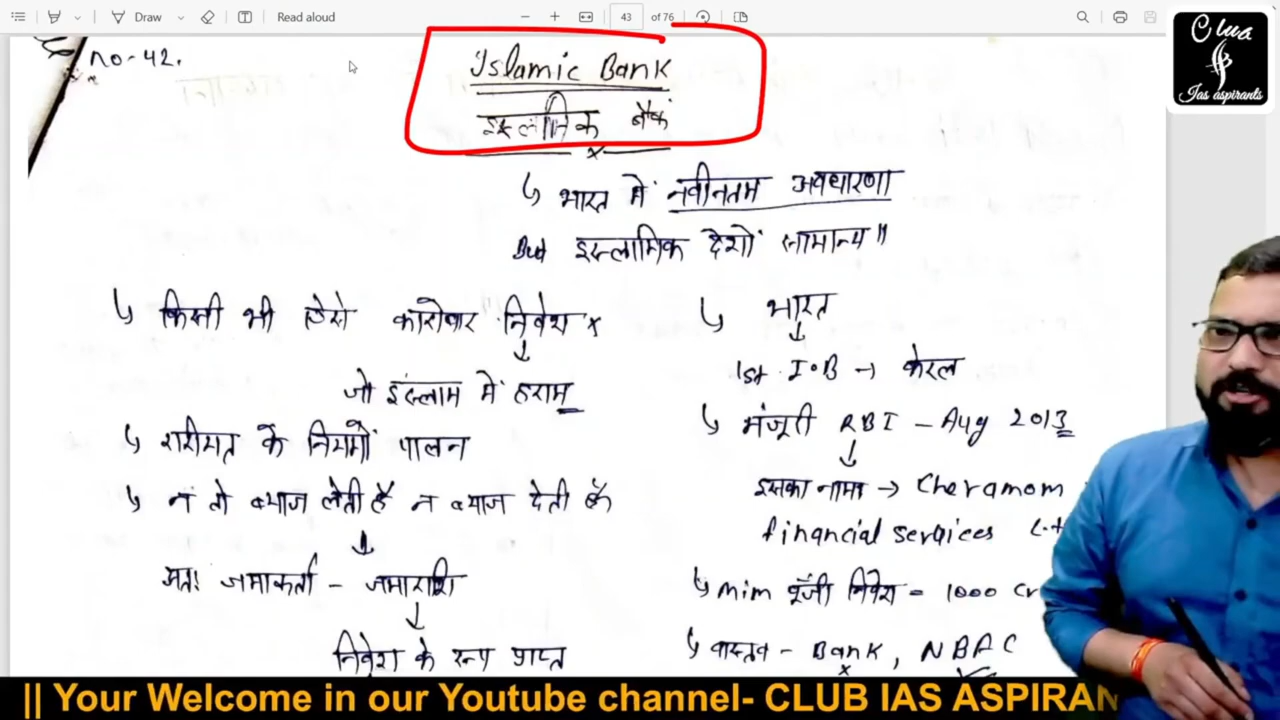 Draw
Read aloud
43 of 76
Clua
Ias aspirants
no-42.
Islamic Bank
इस्लामिक बैंक
↳ भारत में नवीनतम अवधारणा
But इस्लामिक देशों सामान्य"
↳ किसी भी ऐसे कारोबार निवेश x
जो इस्लाम में हराम
↳ शरीयत के नियमों पालन
↳ न तो ब्याज लेती है न ब्याज देती है
अतः जमाकर्ता - जमाराशि
निवेश के रूप प्राप्त
↳ भारत
1st I.B → केरल
↳ मंजूरी RBI - Aug 2013
इसका नाम → Cheramom
financial services L.t
↳ mim पूँजी निवेश = 1000 cr
↳ वास्तव - Bank, NBFC
x
|| Your Welcome in our Youtube channel- CLUB IAS ASPIRAN